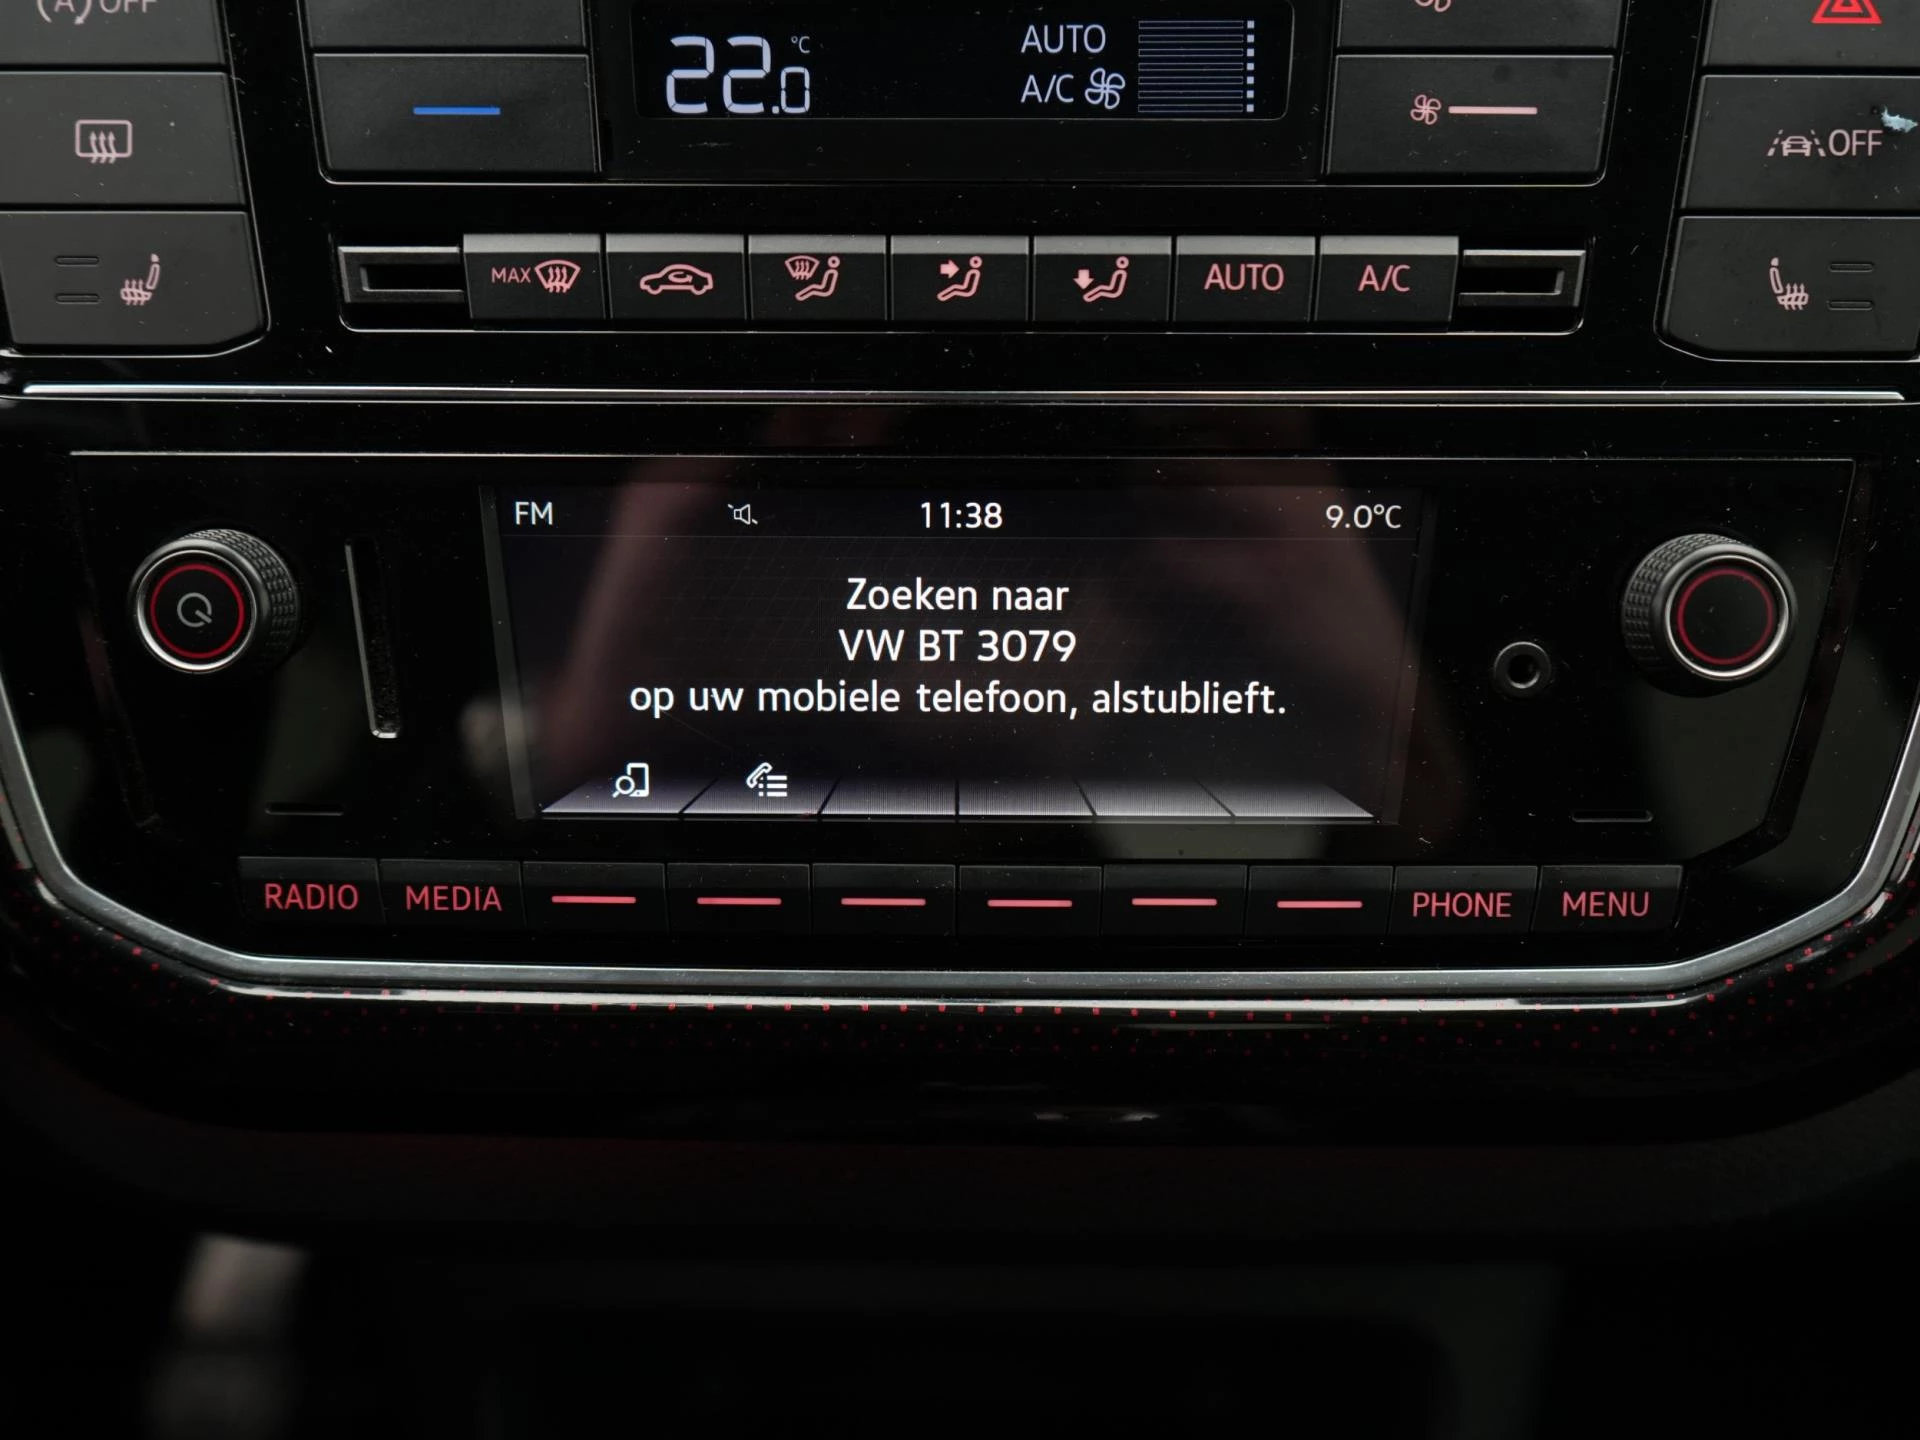 (A) OFF
22.0 °C
AUTO
A/C
OFF
MAX
AUTO
A/C
FM
11:38
9.0°C
Zoeken naar
VW BT 3079
op uw mobiele telefoon, alstublieft.
RADIO
MEDIA
PHONE
MENU